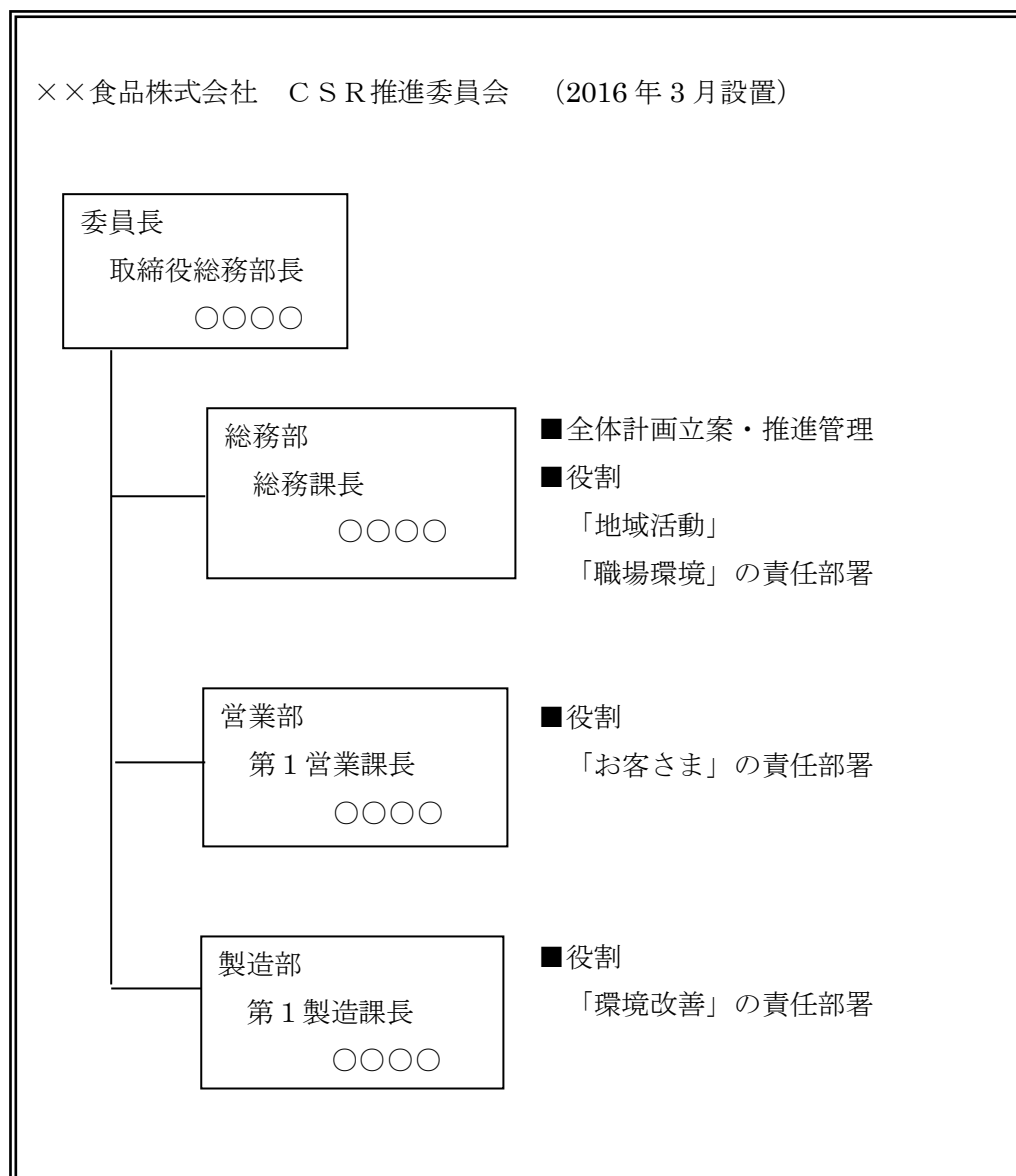 ××食品株式会社　ＣＳＲ推進委員会　（2016 年 3 月設置）
委員長
取締役総務部長
○○○○
総務部
総務課長
○○○○
■全体計画立案・推進管理
■役割
「地域活動」
「職場環境」の責任部署
営業部
第１営業課長
○○○○
■役割
「お客さま」の責任部署
製造部
第１製造課長
○○○○
■役割
「環境改善」の責任部署